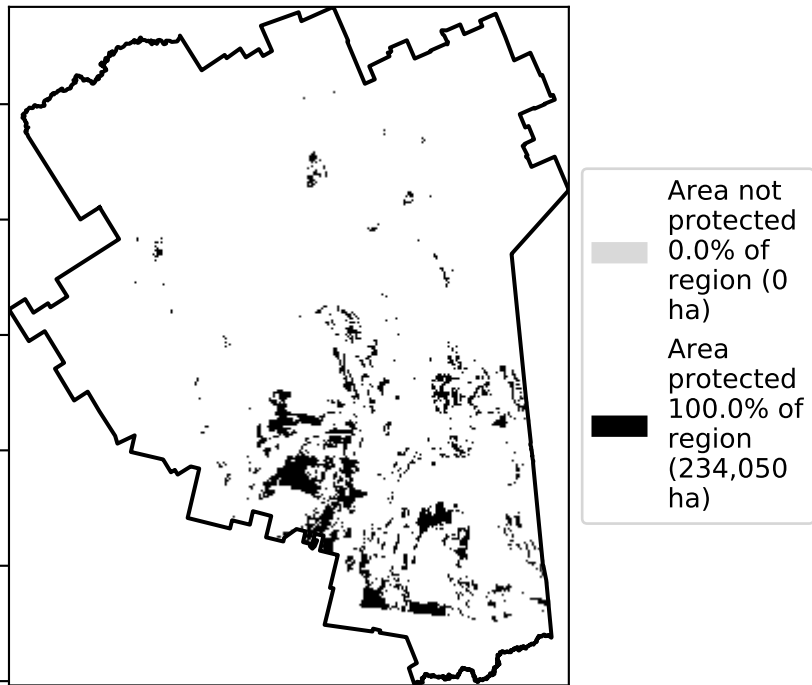 Area not
protected
0.0% of
region (0
ha)
Area
protected
100.0% of
region
(234,050
ha)